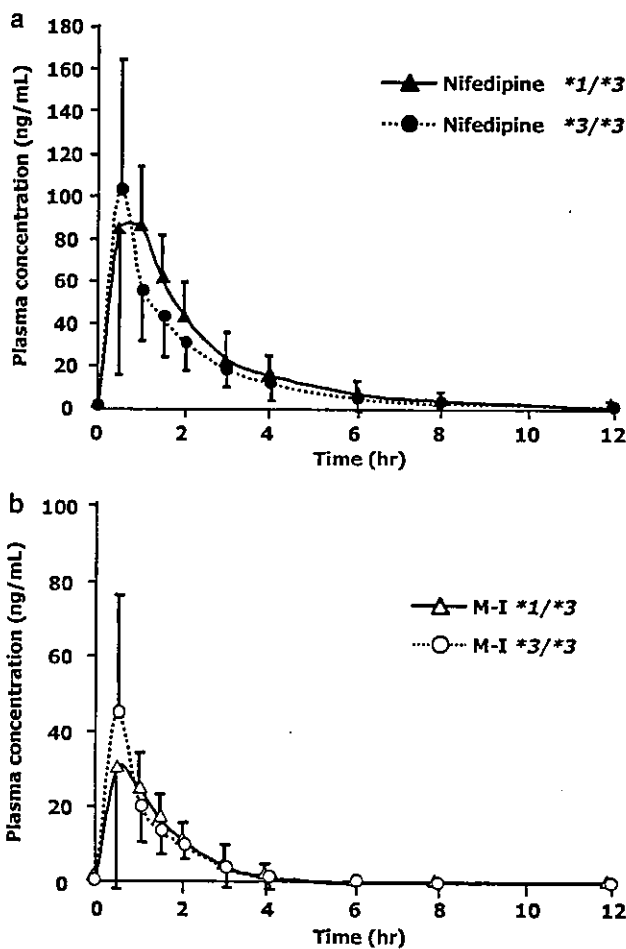 a
180
160
140
120
100
80
60
40
20
0
Plasma concentration (ng/mL)
Nifedipine *1/*3
Nifedipine *3/*3
0 2 4 6 8 10 12
Time (hr)
b
100
80
60
40
20
0
Plasma concentration (ng/mL)
M-I *1/*3
M-I *3/*3
0 2 4 6 8 10 12
Time (hr)